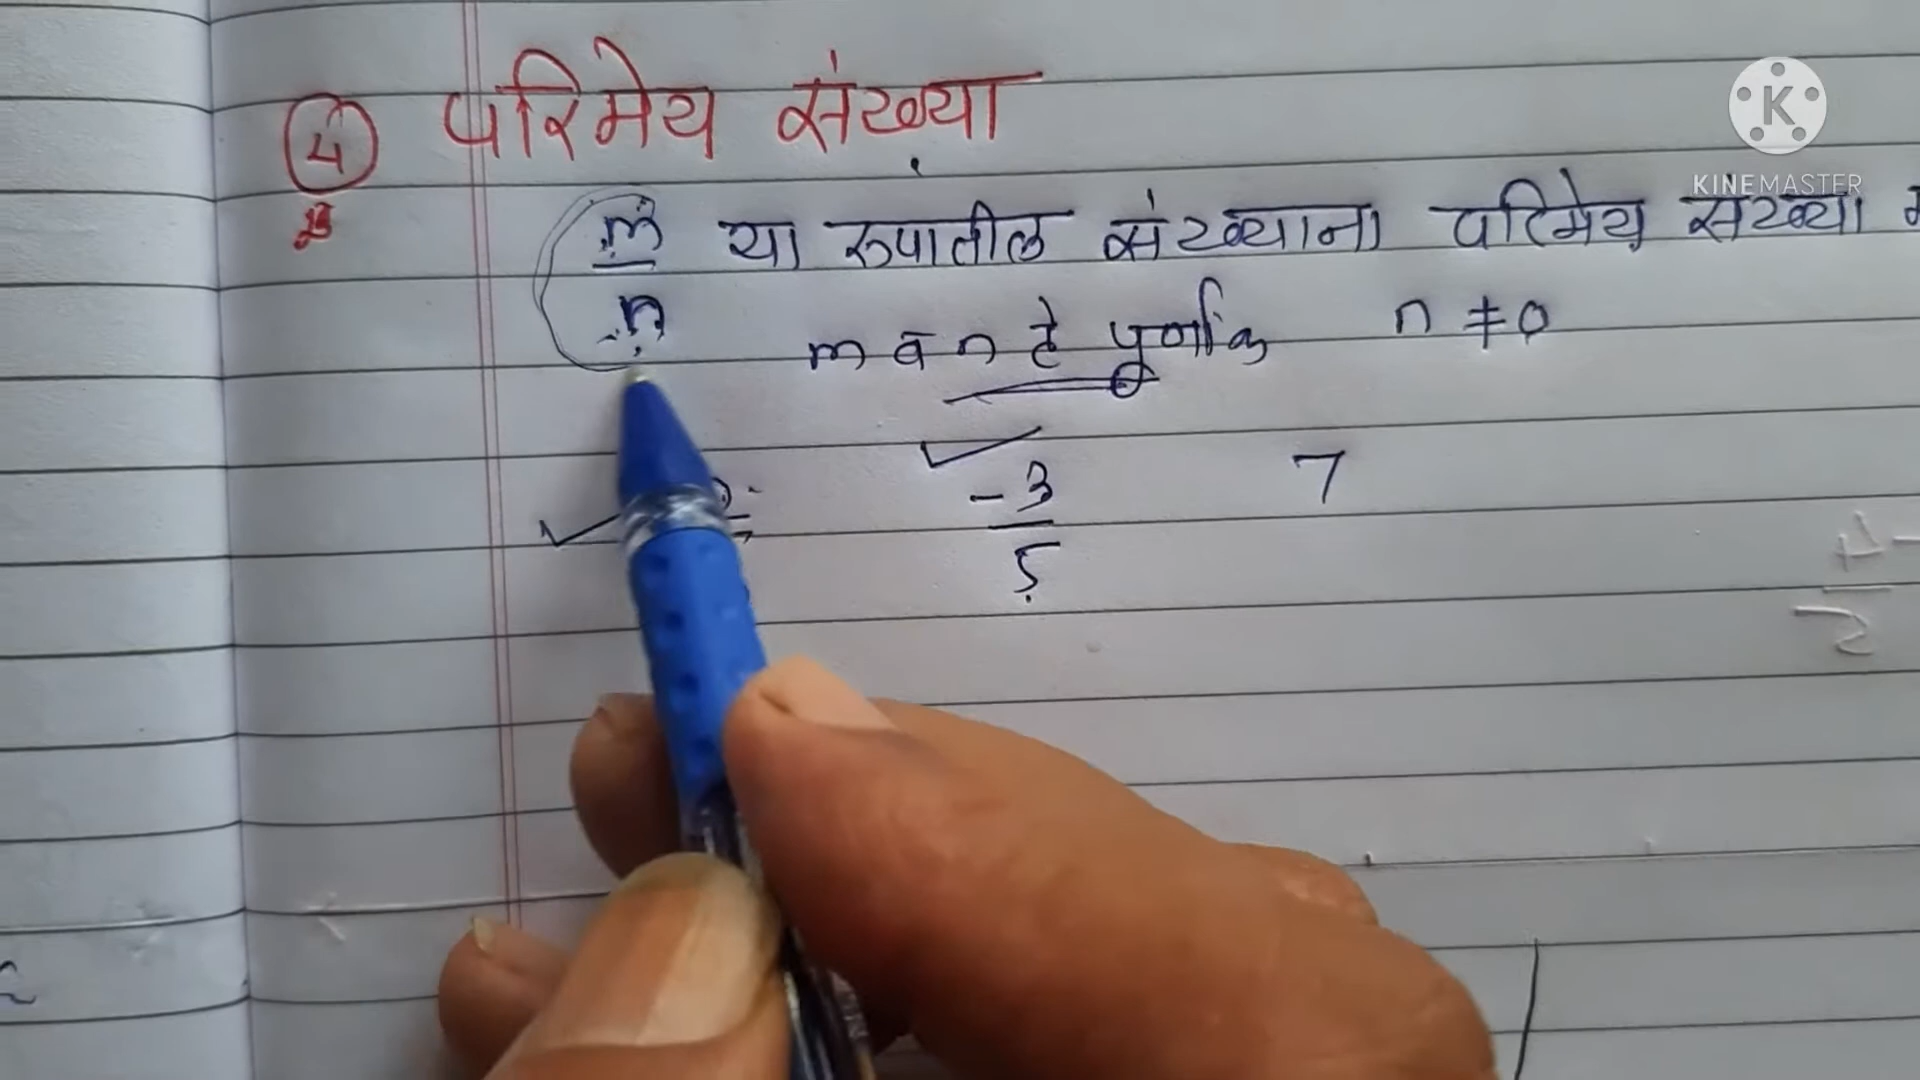 4 परिमेय संख्या
m या रुपातील संख्याना परिमेय संख्या
n
m व n हे पूर्णांक n ≠ 0
-3 7
5
KINEMASTER